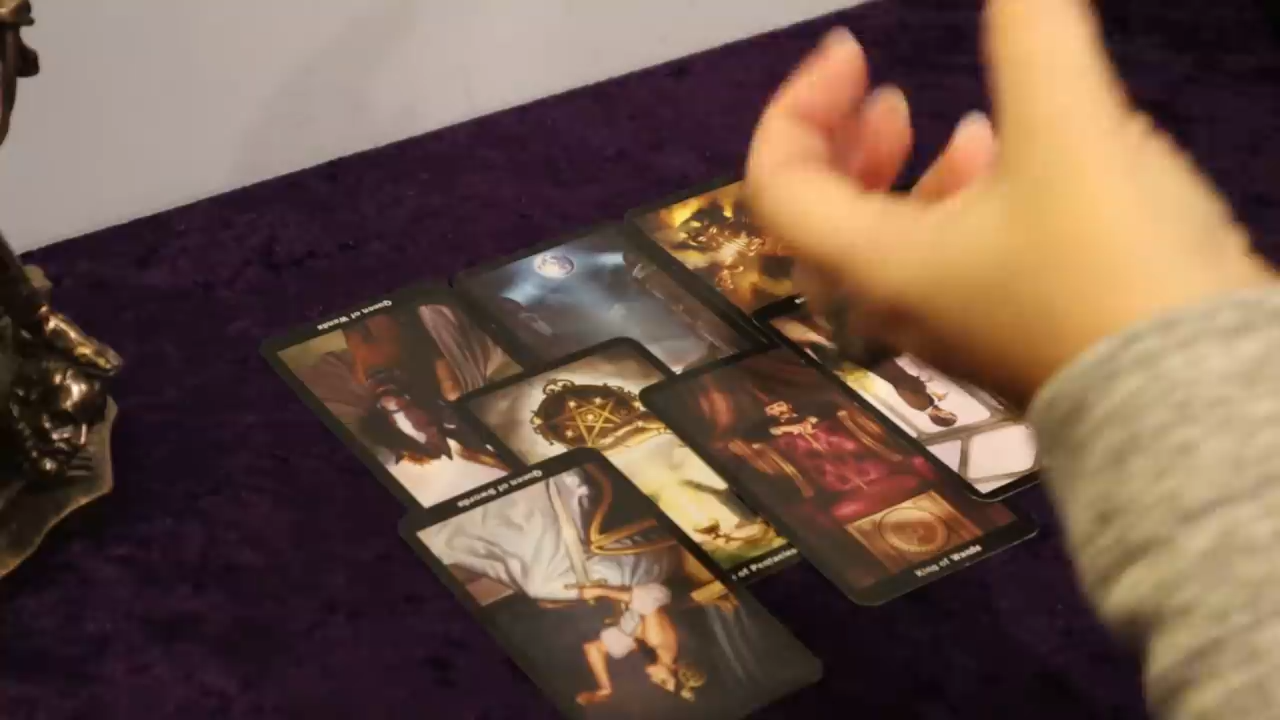 Queen of Wands
Queen of Swords
of Pentacles
King of Wands